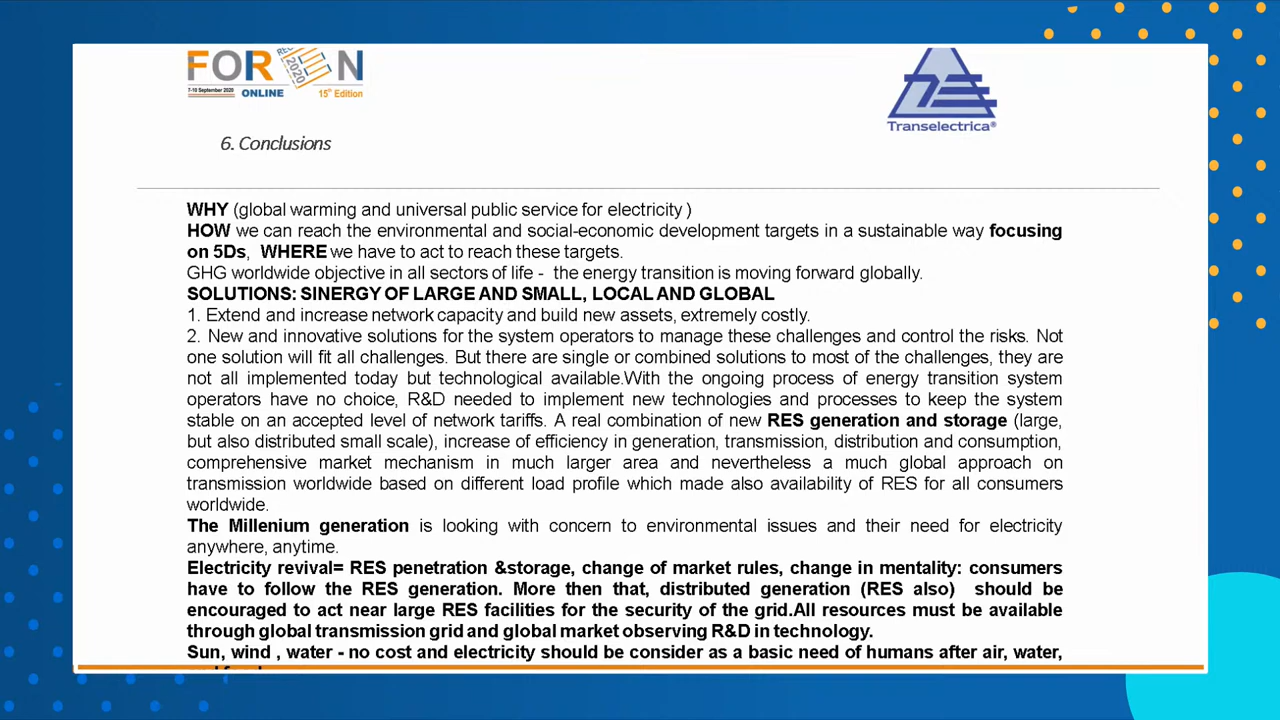 FOREN
REG 2020
7-10 September 2020 ONLINE 15th Edition
Transelectrica®
6. Conclusions
WHY (global warming and universal public service for electricity )
HOW we can reach the environmental and social-economic development targets in a sustainable way focusing
on 5Ds, WHERE we have to act to reach these targets.
GHG worldwide objective in all sectors of life - the energy transition is moving forward globally.
SOLUTIONS: SINERGY OF LARGE AND SMALL, LOCAL AND GLOBAL
1. Extend and increase network capacity and build new assets, extremely costly.
2. New and innovative solutions for the system operators to manage these challenges and control the risks. Not
one solution will fit all challenges. But there are single or combined solutions to most of the challenges, they are
not all implemented today but technological available.With the ongoing process of energy transition system
operators have no choice, R&D needed to implement new technologies and processes to keep the system
stable on an accepted level of network tariffs. A real combination of new RES generation and storage (large,
but also distributed small scale), increase of efficiency in generation, transmission, distribution and consumption,
comprehensive market mechanism in much larger area and nevertheless a much global approach on
transmission worldwide based on different load profile which made also availability of RES for all consumers
worldwide.
The Millenium generation is looking with concern to environmental issues and their need for electricity
anywhere, anytime.
Electricity revival= RES penetration &storage, change of market rules, change in mentality: consumers
have to follow the RES generation. More then that, distributed generation (RES also) should be
encouraged to act near large RES facilities for the security of the grid.All resources must be available
through global transmission grid and global market observing R&D in technology.
Sun, wind , water - no cost and electricity should be consider as a basic need of humans after air, water,